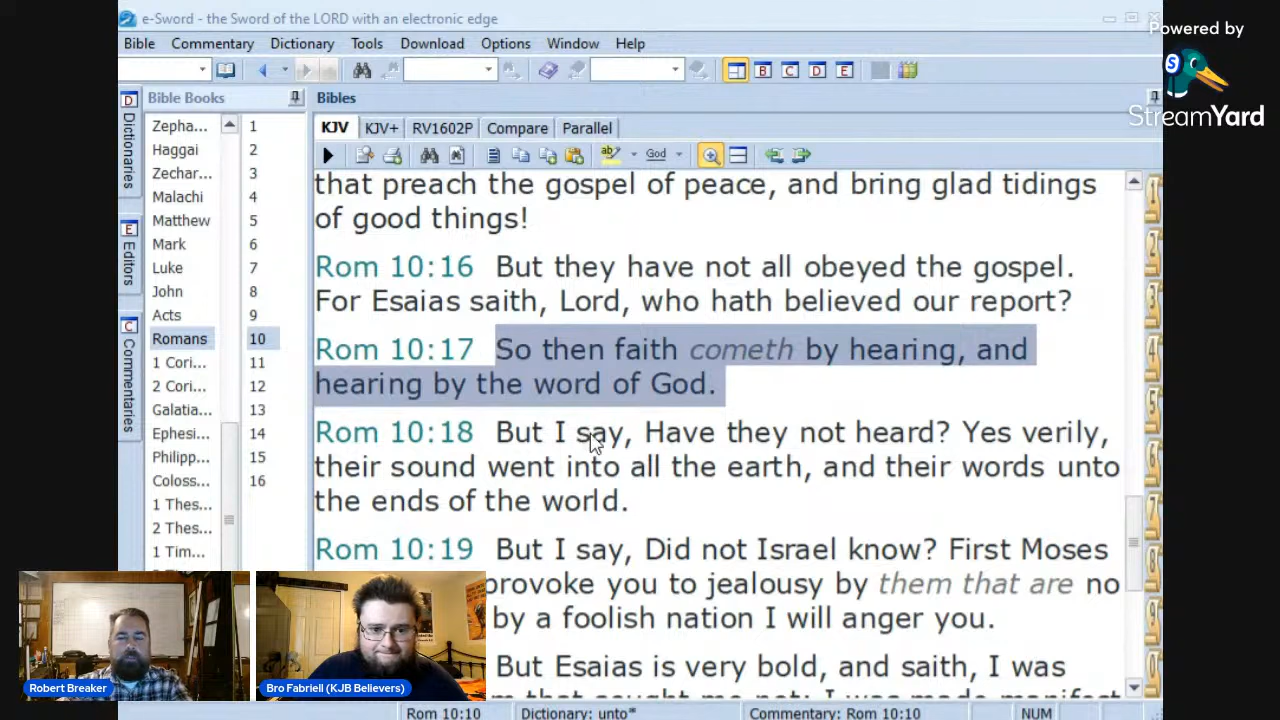 e-Sword - the Sword of the LORD with an electronic edge
Powered by
StreamYard
Bible Commentary Dictionary Tools Download Options Window Help
B C D E
Bible Books
Bibles
Dictionaries
Editors
Commentaries
KJV KJV+ RV1602P Compare Parallel
God
Zepha... 1
Haggai 2
Zechar... 3
Malachi 4
Matthew 5
Mark 6
Luke 7
John 8
Acts 9
Romans 10
1 Cori... 11
2 Cori... 12
Galatia... 13
Ephesi... 14
Philipp... 15
Coloss... 16
1 Thes...
2 Thes...
1 Tim...
that preach the gospel of peace, and bring glad tidings
of good things!
Rom 10:16 But they have not all obeyed the gospel.
For Esaias saith, Lord, who hath believed our report?
Rom 10:17 So then faith cometh by hearing, and
hearing by the word of God.
Rom 10:18 But I say, Have they not heard? Yes verily,
their sound went into all the earth, and their words unto
the ends of the world.
Rom 10:19 But I say, Did not Israel know? First Moses
provoke you to jealousy by them that are no
by a foolish nation I will anger you.
But Esaias is very bold, and saith, I was
Robert Breaker
Bro Fabriell (KJB Believers)
Rom 10:10 Dictionary: unto* Commentary: Rom 10:10 NUM